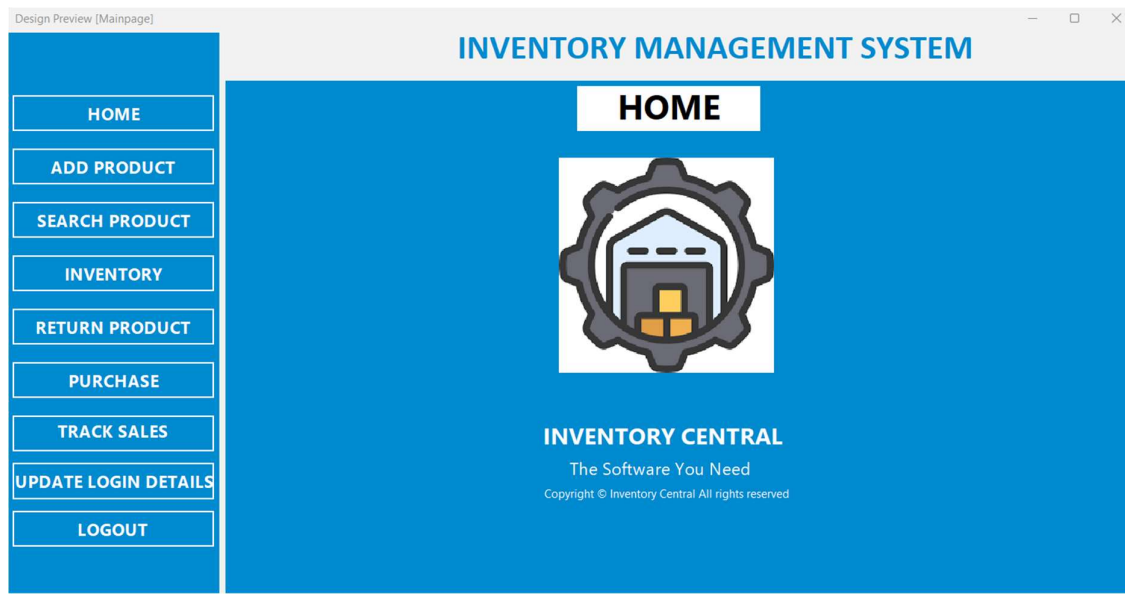 Design Preview [Mainpage]
INVENTORY MANAGEMENT SYSTEM
HOME
ADD PRODUCT
SEARCH PRODUCT
INVENTORY
RETURN PRODUCT
PURCHASE
TRACK SALES
UPDATE LOGIN DETAILS
LOGOUT
HOME
INVENTORY CENTRAL
The Software You Need
Copyright © Inventory Central All rights reserved